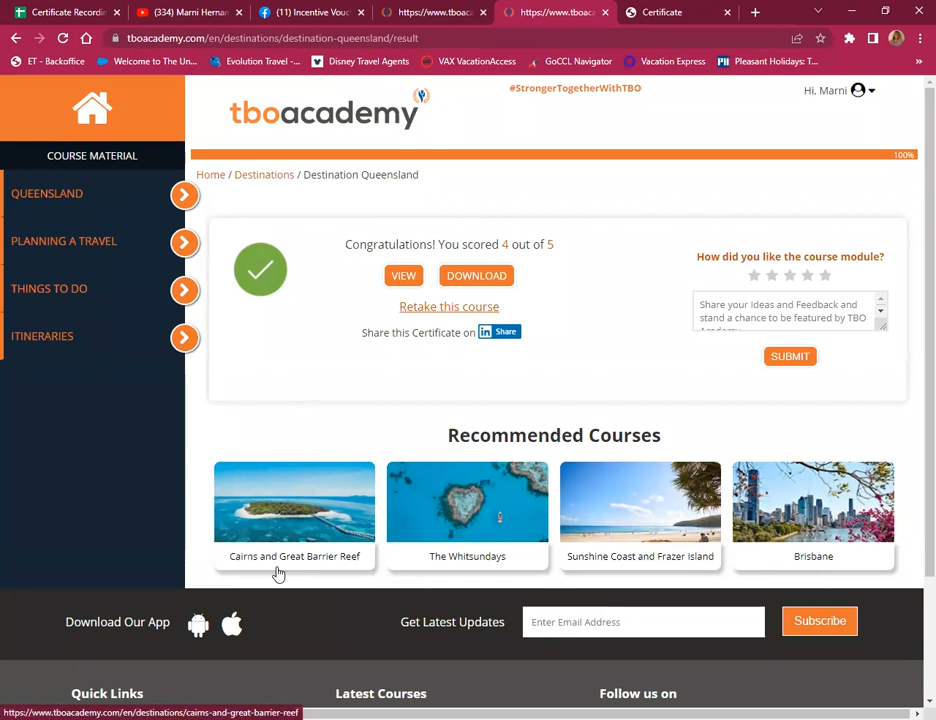 Certificate Recordin
(334) Marni Hernan
(11) Incentive Vouc
https://www.tboaca
https://www.tboaca
Certificate
tboacademy.com/en/destinations/destination-queensland/result
ET - Backoffice
Welcome to The Un...
Evolution Travel -...
Disney Travel Agents
VAX VacationAccess
GoCCL Navigator
Vacation Express
Pleasant Holidays: T...
»
#StrongerTogetherWithTBO
Hi, Marni
tboacademy
COURSE MATERIAL
100%
Home / Destinations / Destination Queensland
QUEENSLAND
PLANNING A TRAVEL
THINGS TO DO
ITINERARIES
Congratulations! You scored 4 out of 5
VIEW
DOWNLOAD
Retake this course
Share this Certificate on in Share
How did you like the course module?
Share your Ideas and Feedback and
stand a chance to be featured by TBO
SUBMIT
Recommended Courses
Cairns and Great Barrier Reef
The Whitsundays
Sunshine Coast and Frazer Island
Brisbane
Download Our App
Get Latest Updates
Enter Email Address
Subscribe
Quick Links
Latest Courses
Follow us on
https://www.tboacademy.com/en/destinations/cairns-and-great-barrier-reef